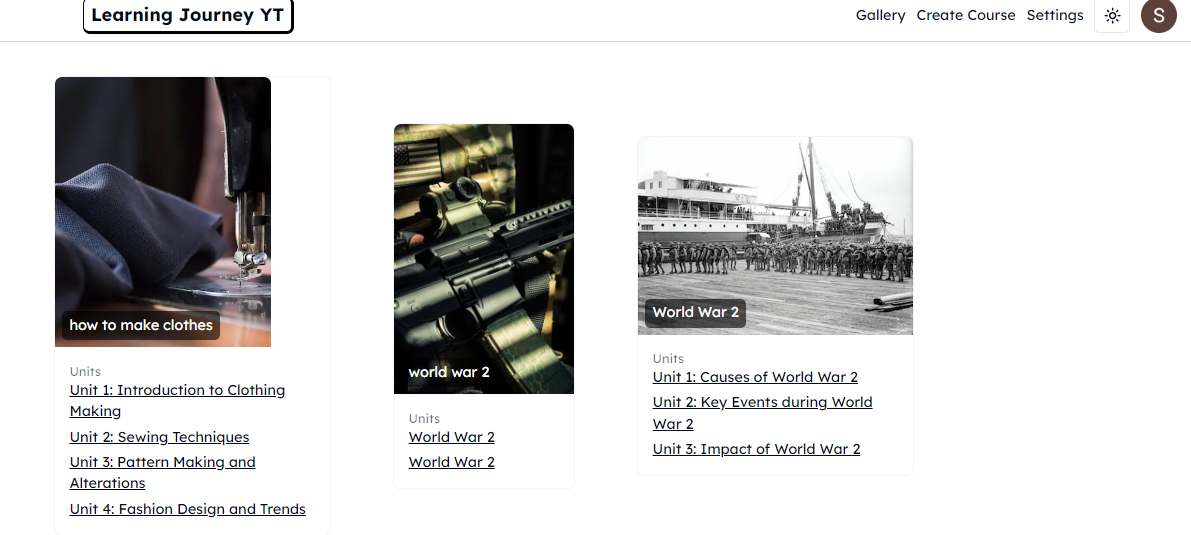 Learning Journey YT
Gallery Create Course Settings
S
how to make clothes
Units
Unit 1: Introduction to Clothing
Making
Unit 2: Sewing Techniques
Unit 3: Pattern Making and
Alterations
Unit 4: Fashion Design and Trends
world war 2
Units
World War 2
World War 2
World War 2
Units
Unit 1: Causes of World War 2
Unit 2: Key Events during World
War 2
Unit 3: Impact of World War 2